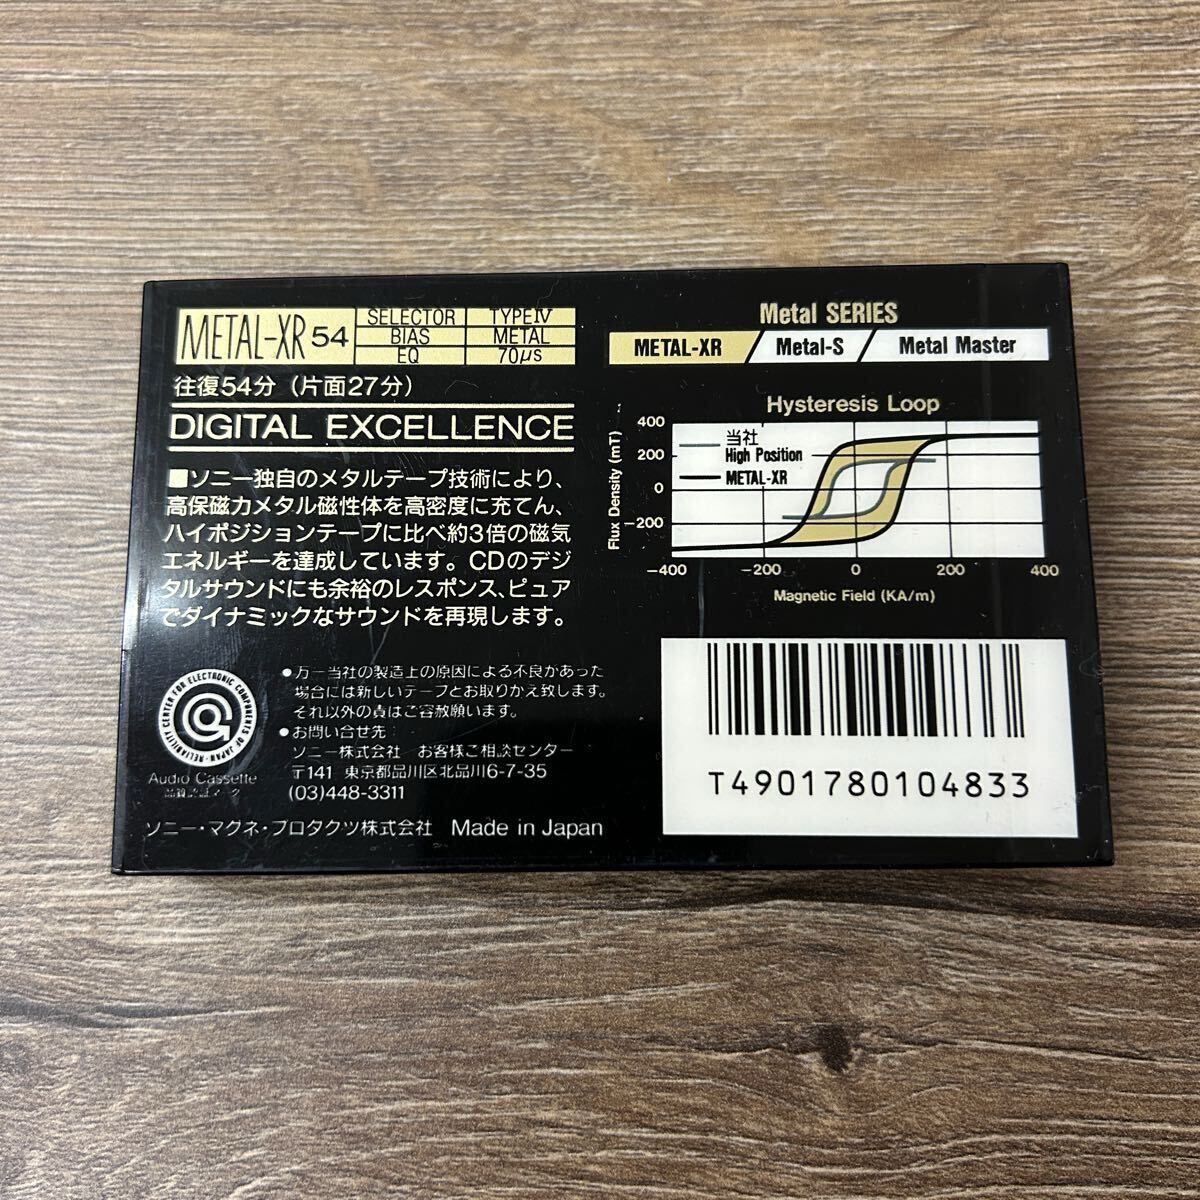 METAL-XR 54
SELECTOR TYPEⅣ
BIAS METAL
EQ 70μs
往復54分（片面27分）
DIGITAL EXCELLENCE
■ソニー独自のメタルテープ技術により、
高保磁力メタル磁性体を高密度に充てん、
ハイポジションテープに比べ約3倍の磁気
エネルギーを達成しています。CDのデジ
タルサウンドにも余裕のレスポンス、ピュア
でダイナミックなサウンドを再現します。
RELIABILITY CENTER FOR ELECTRONIC COMPONENTS OF JAPAN
Audio Cassette
●万一当社の製造上の原因による不良があった
場合には新しいテープとお取りかえ致します。
それ以外の責はご容赦願います。
●お問い合せ先：
ソニー株式会社 お客様ご相談センター
〒141 東京都品川区北品川6-7-35
(03)448-3311
ソニー・マグネ・プロダクツ株式会社 Made in Japan
Metal SERIES
METAL-XR / Metal-S / Metal Master
Hysteresis Loop
Flux Density (mT)
400
200
0
-200
当社
High Position
METAL-XR
-400 -200 0 200 400
Magnetic Field (KA/m)
T4901780104833